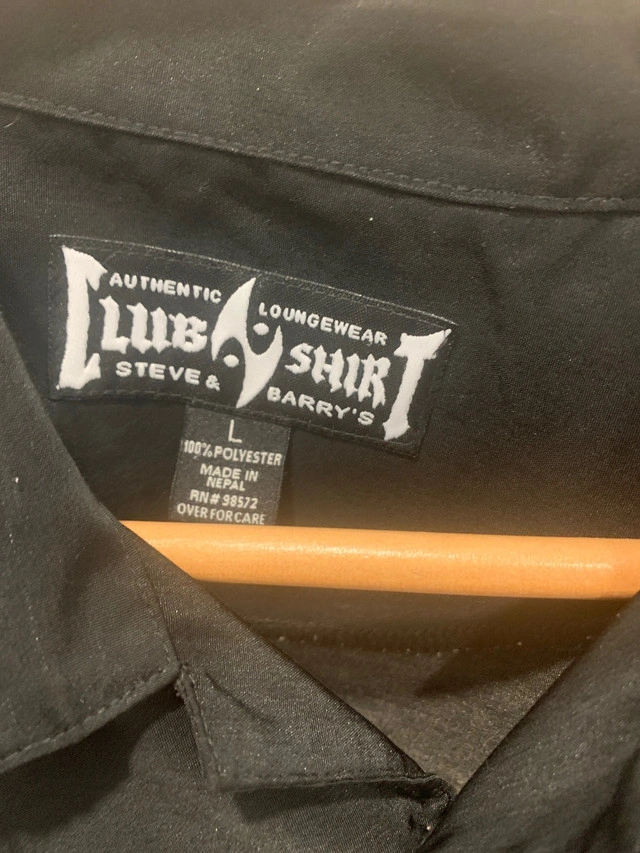 AUTHENTIC LOUNGEWEAR
CLUB SHIRT
STEVE & BARRY'S
L
100% POLYESTER
MADE IN
NEPAL
RN# 98572
OVER FOR CARE